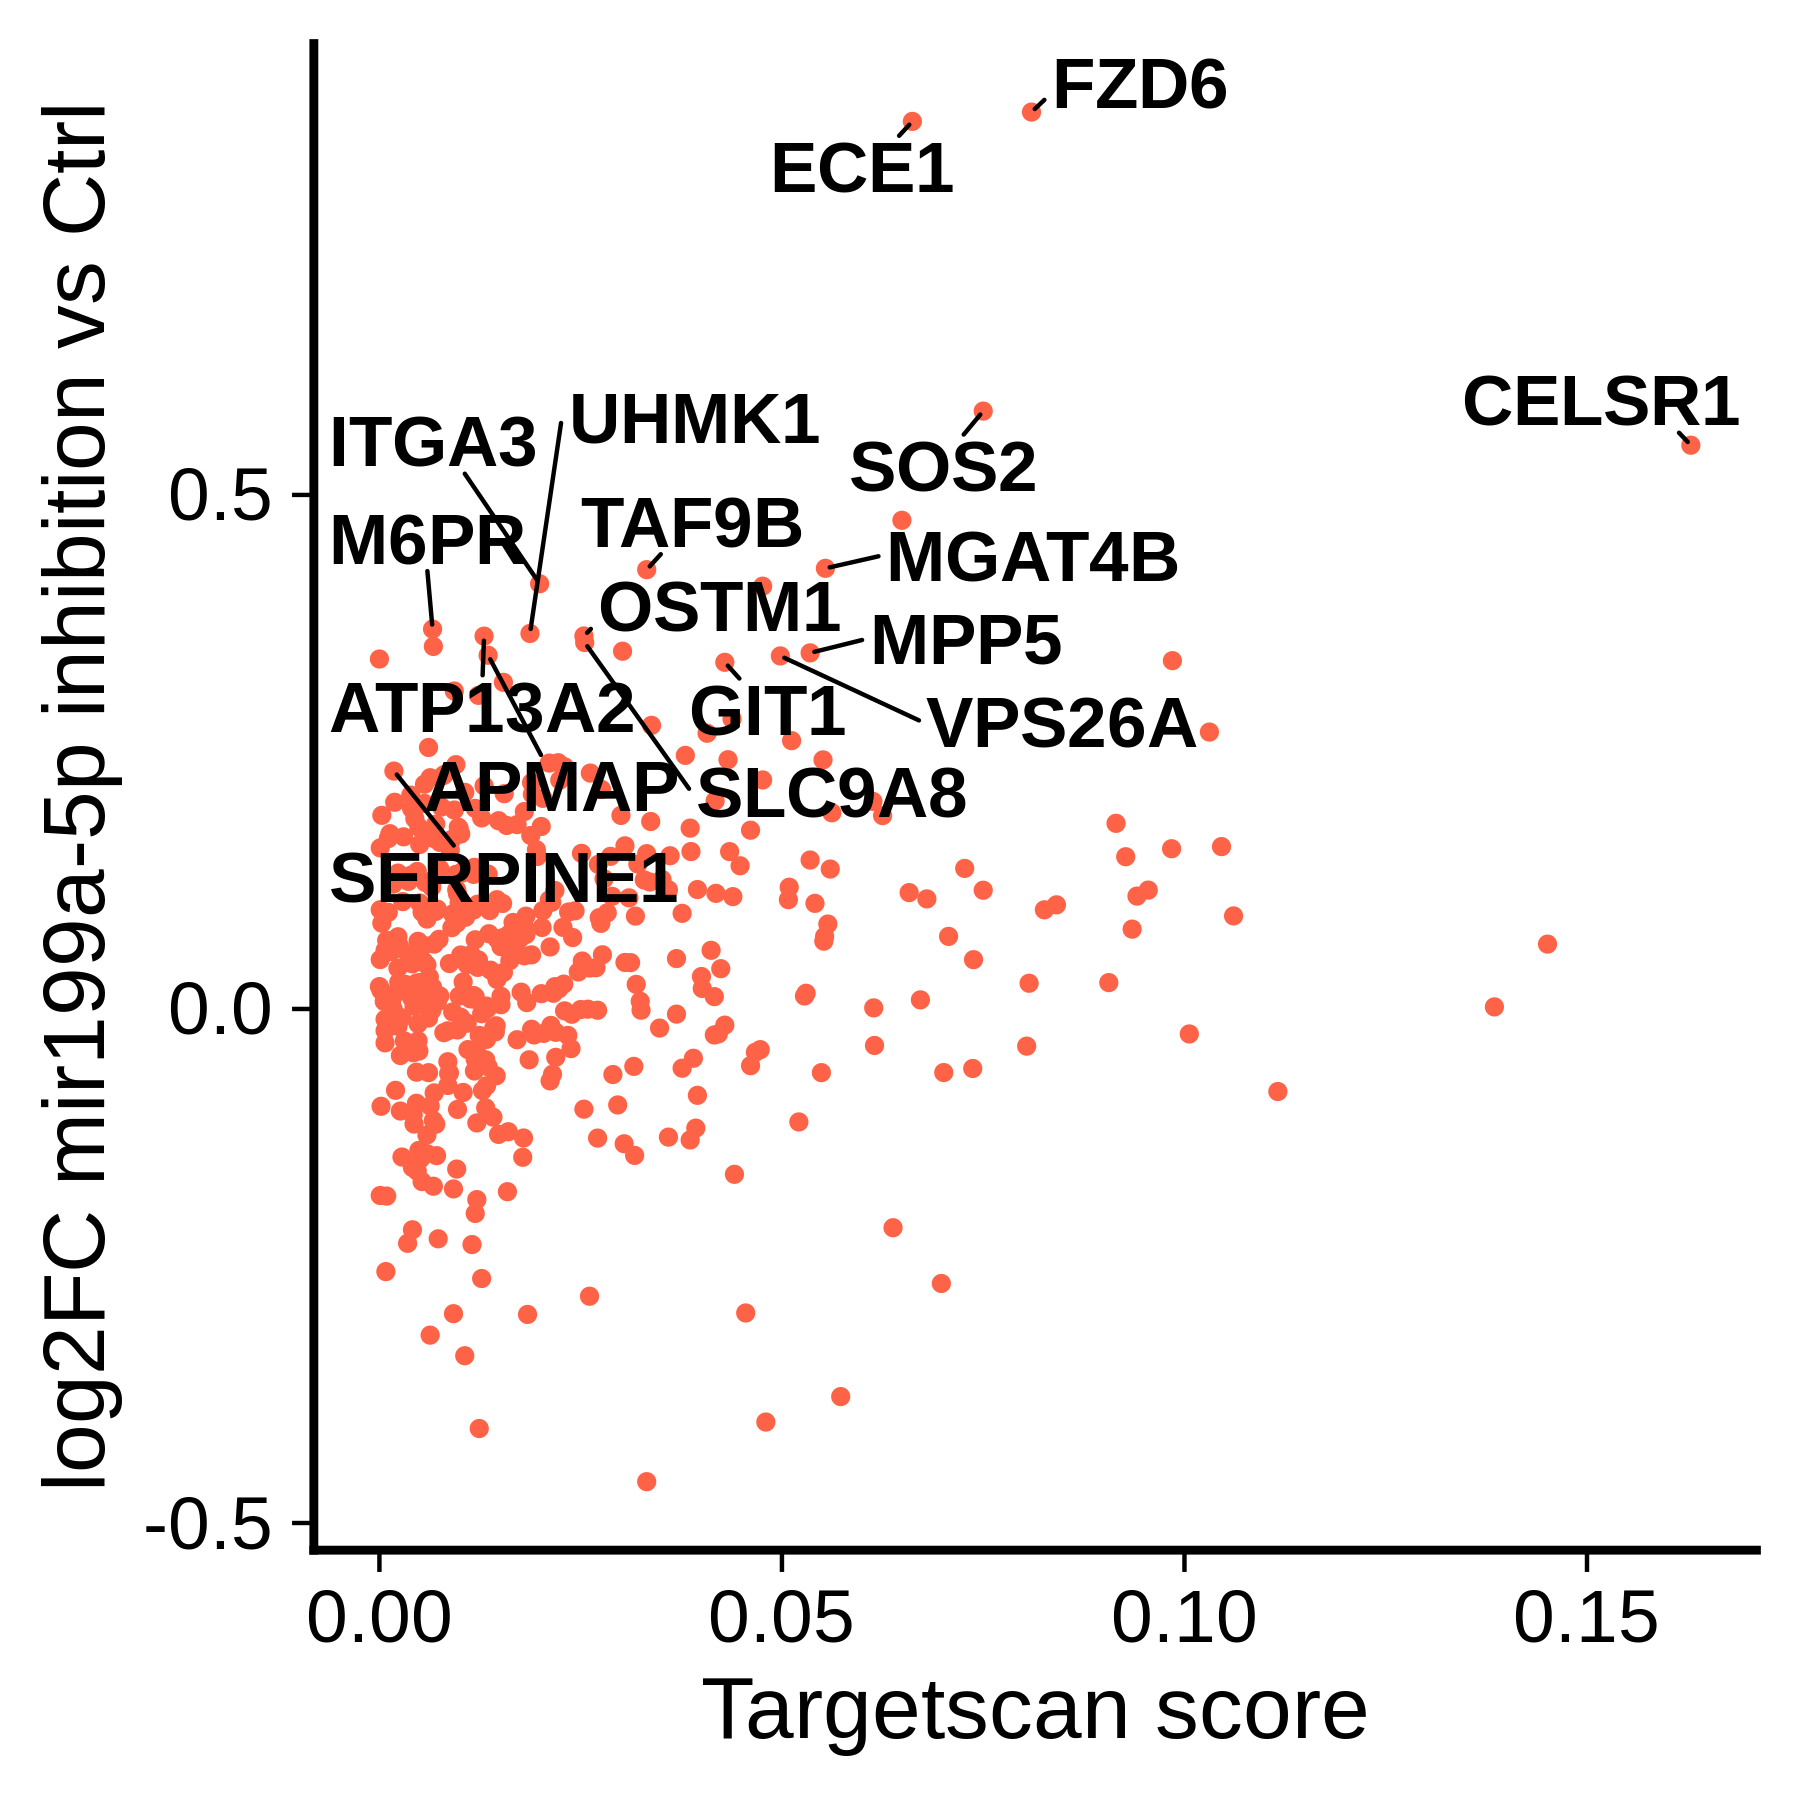 FZD6
ECE1
CELSR1
UHMK1
ITGA3
SOS2
TAF9B
M6PR
MGAT4B
OSTM1
MPP5
ATP13A2
GIT1
VPS26A
APMAP
SLC9A8
SERPINE1
log2FC mir199a-5p inhibition vs Ctrl
0.5
0.0
-0.5
0.00
0.05
0.10
0.15
Targetscan score